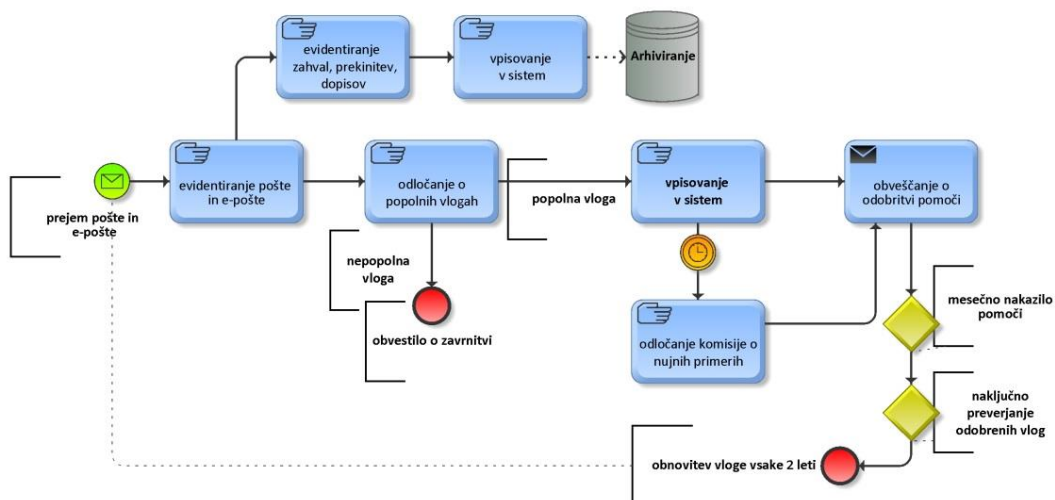 evidentiranje
zahval, prekinitev,
dopisov
vpisovanje
v sistem
Arhiviranje
prejem pošte in
e-pošte
evidentiranje pošte
in e-pošte
odločanje o
popolnih vlogah
popolna vloga
vpisovanje
v sistem
obveščanje o
odobritvi pomoči
nepopolna
vloga
obvestilo o zavrnitvi
odločanje komisije o
nujnih primerih
mesečno nakazilo
pomoči
naključno
preverjanje
odobrenih vlog
obnovitev vloge vsake 2 leti